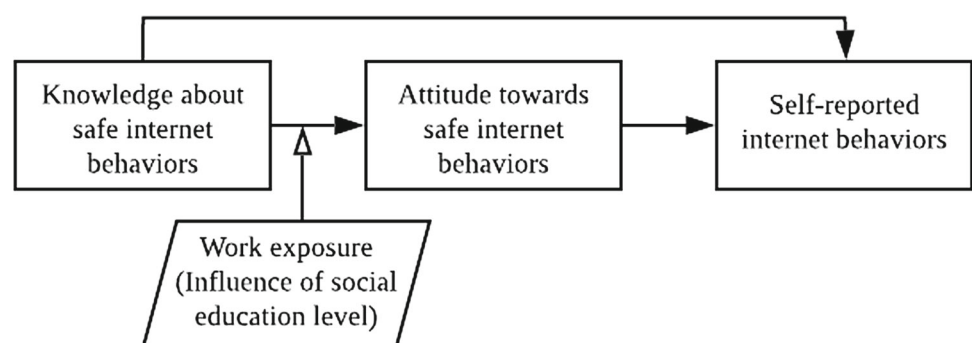 Knowledge about
safe internet
behaviors
Attitude towards
safe internet
behaviors
Self-reported
internet behaviors
Work exposure
(Influence of social
education level)